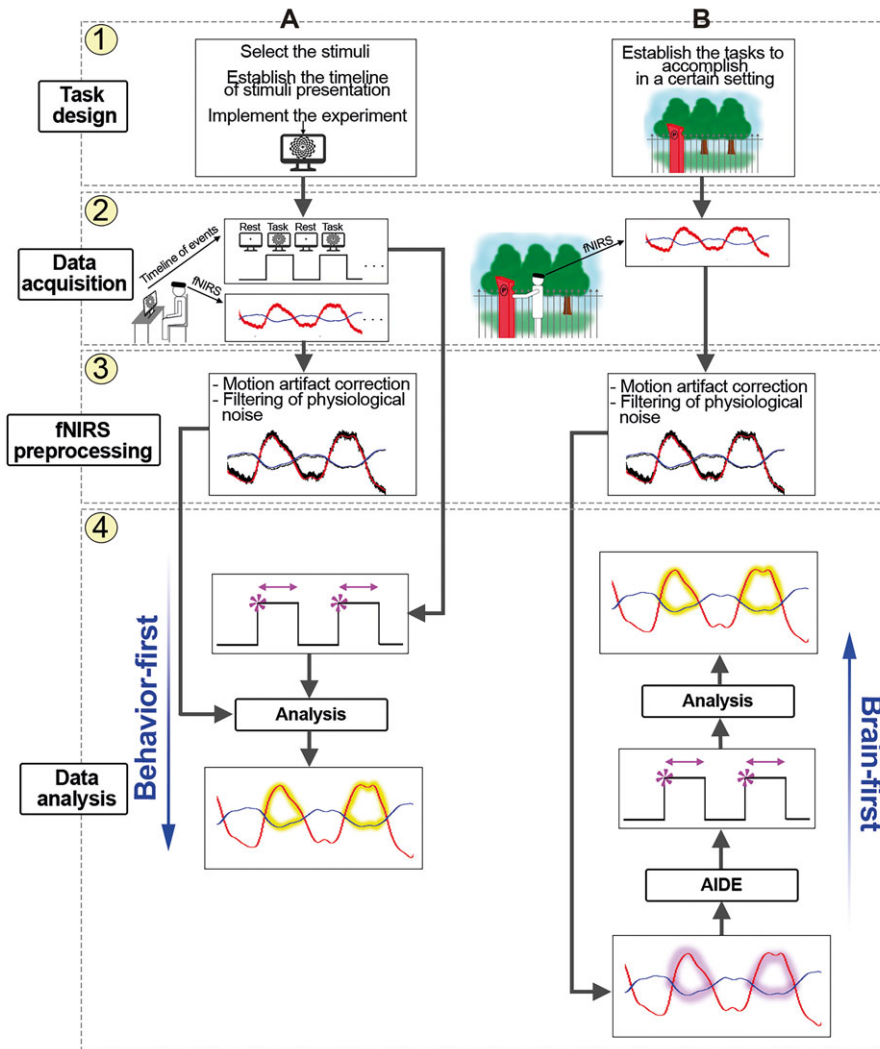 A
B
1
Task
design
Select the stimuli
Establish the timeline
of stimuli presentation
Implement the experiment
Establish the tasks to
accomplish
in a certain setting
2
Data
acquisition
Timeline of events
fNIRS
Rest Task Rest Task
. . .
. . .
fNIRS
3
fNIRS
preprocessing
- Motion artifact correction
- Filtering of physiological
noise
- Motion artifact correction
- Filtering of physiological
noise
4
Data
analysis
Behavior-first
Analysis
Brain-first
Analysis
AIDE